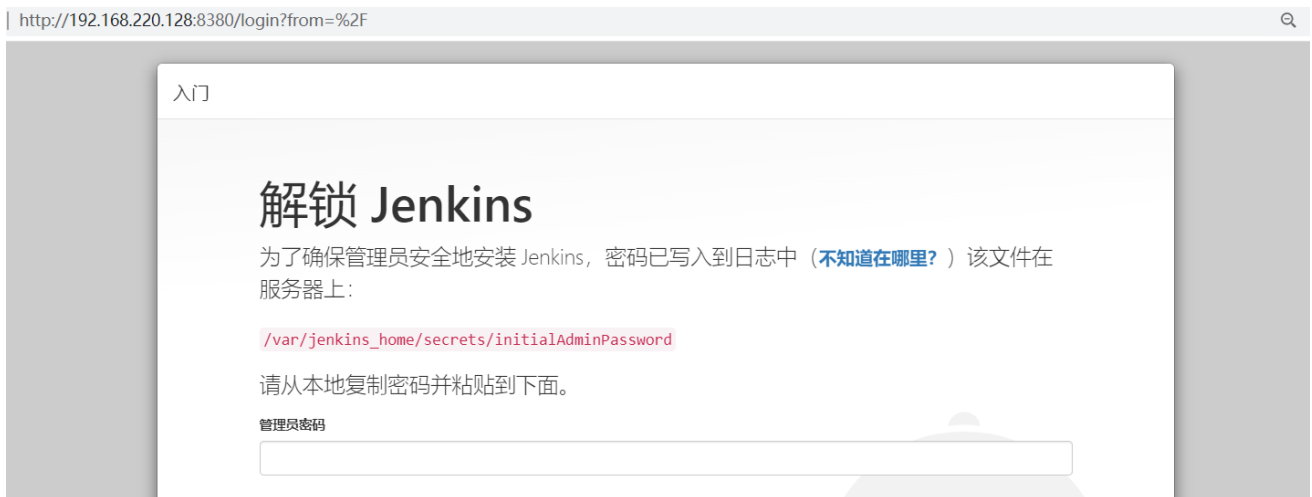 http://192.168.220.128:8380/login?from=%2F
入门
解锁 Jenkins
为了确保管理员安全地安装 Jenkins，密码已写入到日志中（不知道在哪里？）该文件在
服务器上：
/var/jenkins_home/secrets/initialAdminPassword
请从本地复制密码并粘贴到下面。
管理员密码